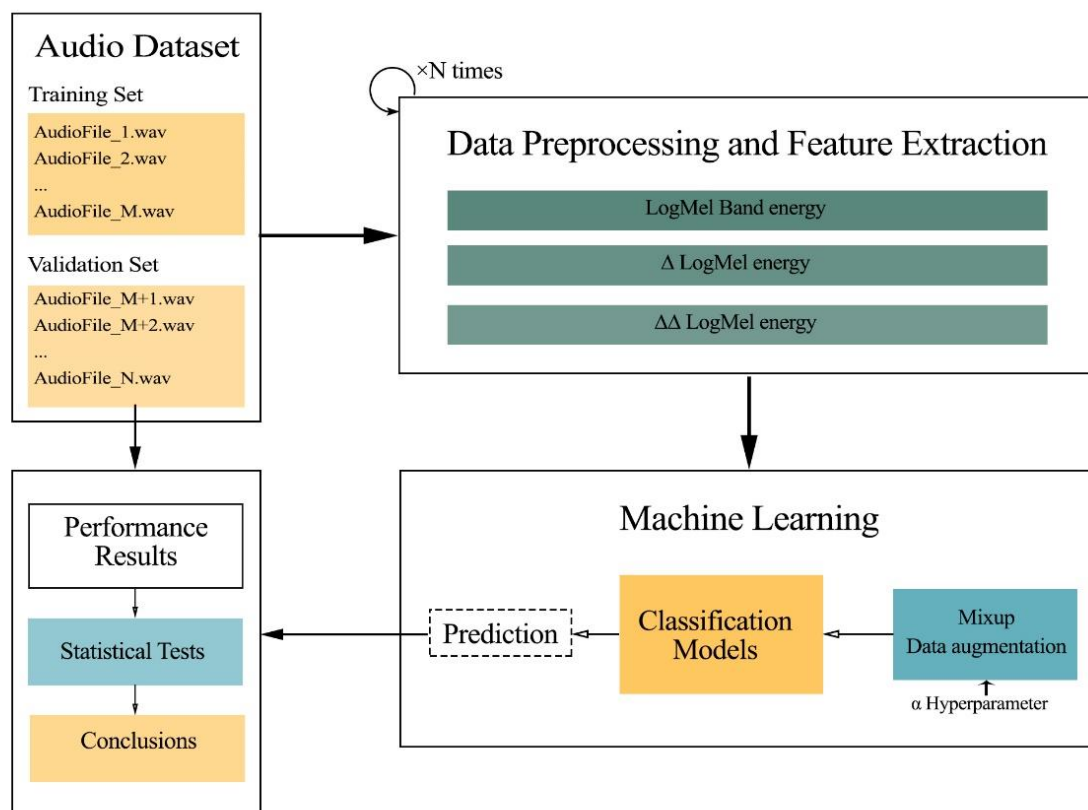 Audio Dataset
Training Set
AudioFile_1.wav
AudioFile_2.wav
...
AudioFile_M.wav
Validation Set
AudioFile_M+1.wav
AudioFile_M+2.wav
...
AudioFile_N.wav
×N times
Data Preprocessing and Feature Extraction
LogMel Band energy
Δ LogMel energy
ΔΔ LogMel energy
Machine Learning
Mixup
Data augmentation
α Hyperparameter
Classification
Models
Prediction
Performance
Results
Statistical Tests
Conclusions